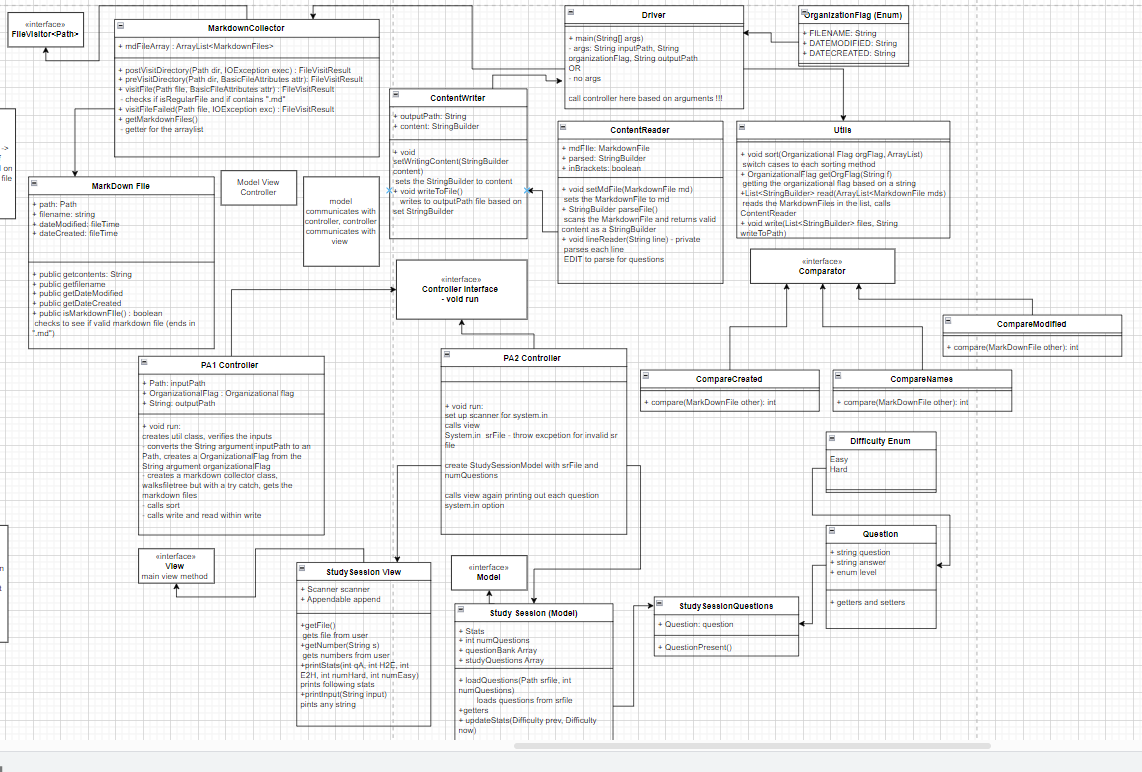 «interface»
FileVisitor<Path>
MarkdownCollector
+ mdFileArray : ArrayList<MarkdownFiles>
+ postVisitDirectory(Path dir, IOException exec) : FileVisitResult
+ preVisitDirectory(Path dir, BasicFileAttributes attr): FileVisitResult
+ visitFile(Path file, BasicFileAttributes attr) : FileVisitResult
- checks if isRegularFile and if contains ".md"
+ visitFileFailed(Path file, IOException exc) : FileVisitResult
+ getMarkdownFiles()
- getter for the arraylist
Driver
+ main(String[] args)
- args: String inputPath, String
organizationFlag, String outputPath
OR
- no args
call controller here based on arguments !!!
OrganizationFlag (Enum)
+ FILENAME: String
+ DATEMODIFIED: String
+ DATECREATED: String
ContentWriter
+ outputPath: String
+ content: StringBuilder
+ void
setWritingContent(StringBuilder
content)
sets the StringBuilder to content
+ void writeToFile()
writes to outputPath file based on
set StringBuilder
ContentReader
+ mdFIle: MarkdownFile
+ parsed: StringBuilder
+ inBrackets: boolean
+ void setMdFile(MarkdownFile md)
sets the MarkdownFile to md
+ StringBuilder parseFile()
scans the MarkdownFile and returns valid
content as a StringBuilder
+ void lineReader(String line) - private
parses each line
EDIT to parse for questions
Utils
+ void sort(Organizational Flag orgFlag, ArrayList)
switch cases to each sorting method
+ OrganizationalFlag getOrgFlag(String f)
getting the organizational flag based on a string
+List<StringBuilder> read(ArrayList<MarkdownFile mds)
reads the MarkdownFiles in the list, calls
ContentReader
+ void write(List<StringBuilder> files, String
writeToPath)
->
on
file
MarkDown File
+ path: Path
+ filename: string
+ dateModified: fileTime
+ dateCreated: fileTime
+ public getcontents: String
+ public getfilename
+ public getDateModified
+ public getDateCreated
+ public isMarkdownFIle() : boolean
checks to see if valid markdown file (ends in
".md")
Model View
Controller
model
communicates with
controller, controller
communicates with
view
«interface»
Controller Interface
- void run
«interface»
Comparator
CompareModified
+ compare(MarkDownFile other): int
CompareCreated
+ compare(MarkDownFile other): int
CompareNames
+ compare(MarkDownFile other): int
PA1 Controller
+ Path: inputPath
+ OrganizationalFlag : Organizational flag
+ String: outputPath
+ void run:
creates util class, verifies the inputs
- converts the String argument inputPath to an
Path, creates a OrganizationalFlag from the
String argument organizationalFlag
- creates a markdown collector class,
walksfiletree but with a try catch, gets the
markdown files
- calls sort
- calls write and read within write
PA2 Controller
+ void run:
set up scanner for system.in
calls view
System.in srFile - throw excpetion for invalid sr
file
create StudySessionModel with srFile and
numQuestions
calls view again printing out each question
system.in option
Difficulty Enum
Easy
Hard
Question
+ string question
+ string answer
+ enum level
+ getters and setters
«interface»
View
main view method
StudySession View
+ Scanner scanner
+ Appendable append
+getFile()
gets file from user
+getNumber(String s)
gets numbers from user
+printStats(int qA, int H2E, int
E2H, int numHard, int numEasy)
prints following stats
+printInput(String input)
pints any string
«interface»
Model
Study Session (Model)
+ Stats
+ int numQuestions
+ questionBank Array
+ studyQuestions Array
+ loadQuestions(Path srfile, int
numQuestions)
loads questions from srfile
+getters
+ updateStats(Difficulty prev, Difficulty
now)
StudySessionQuestions
+ Question: question
+ QuestionPresent()